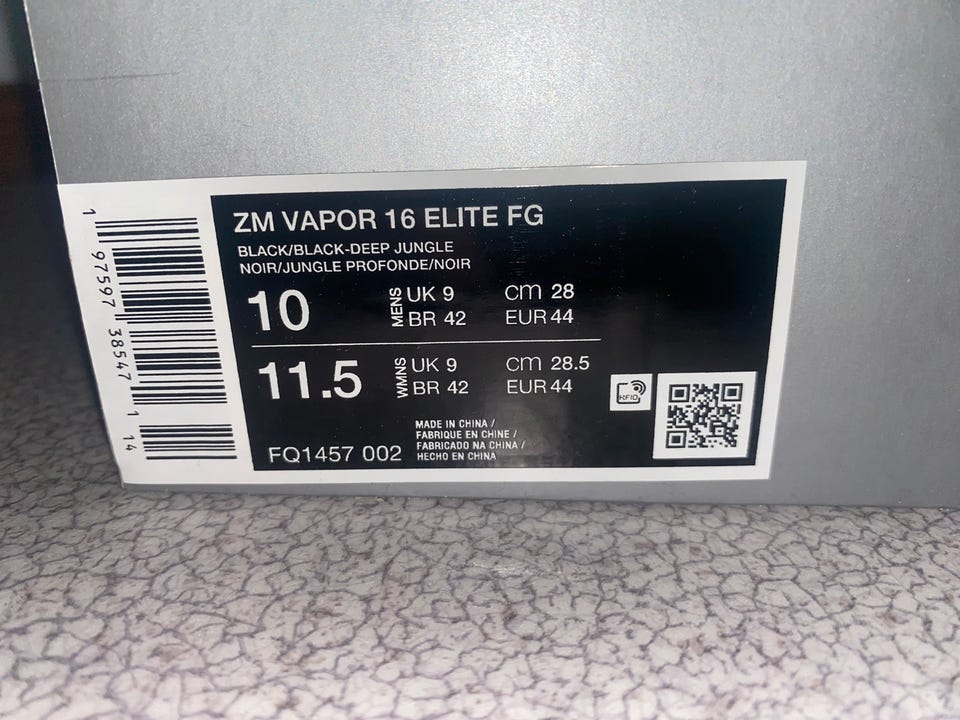 ZM VAPOR 16 ELITE FG
BLACK/BLACK-DEEP JUNGLE
NOIR/JUNGLE PROFONDE/NOIR
10 MENS UK 9 CM 28
BR 42 EUR 44
11.5 WMNS UK 9 CM 28.5
BR 42 EUR 44
RFID
FQ1457 002
MADE IN CHINA /
FABRIQUE EN CHINE /
FABRICADO NA CHINA /
HECHO EN CHINA
1 97597 38547 1 14